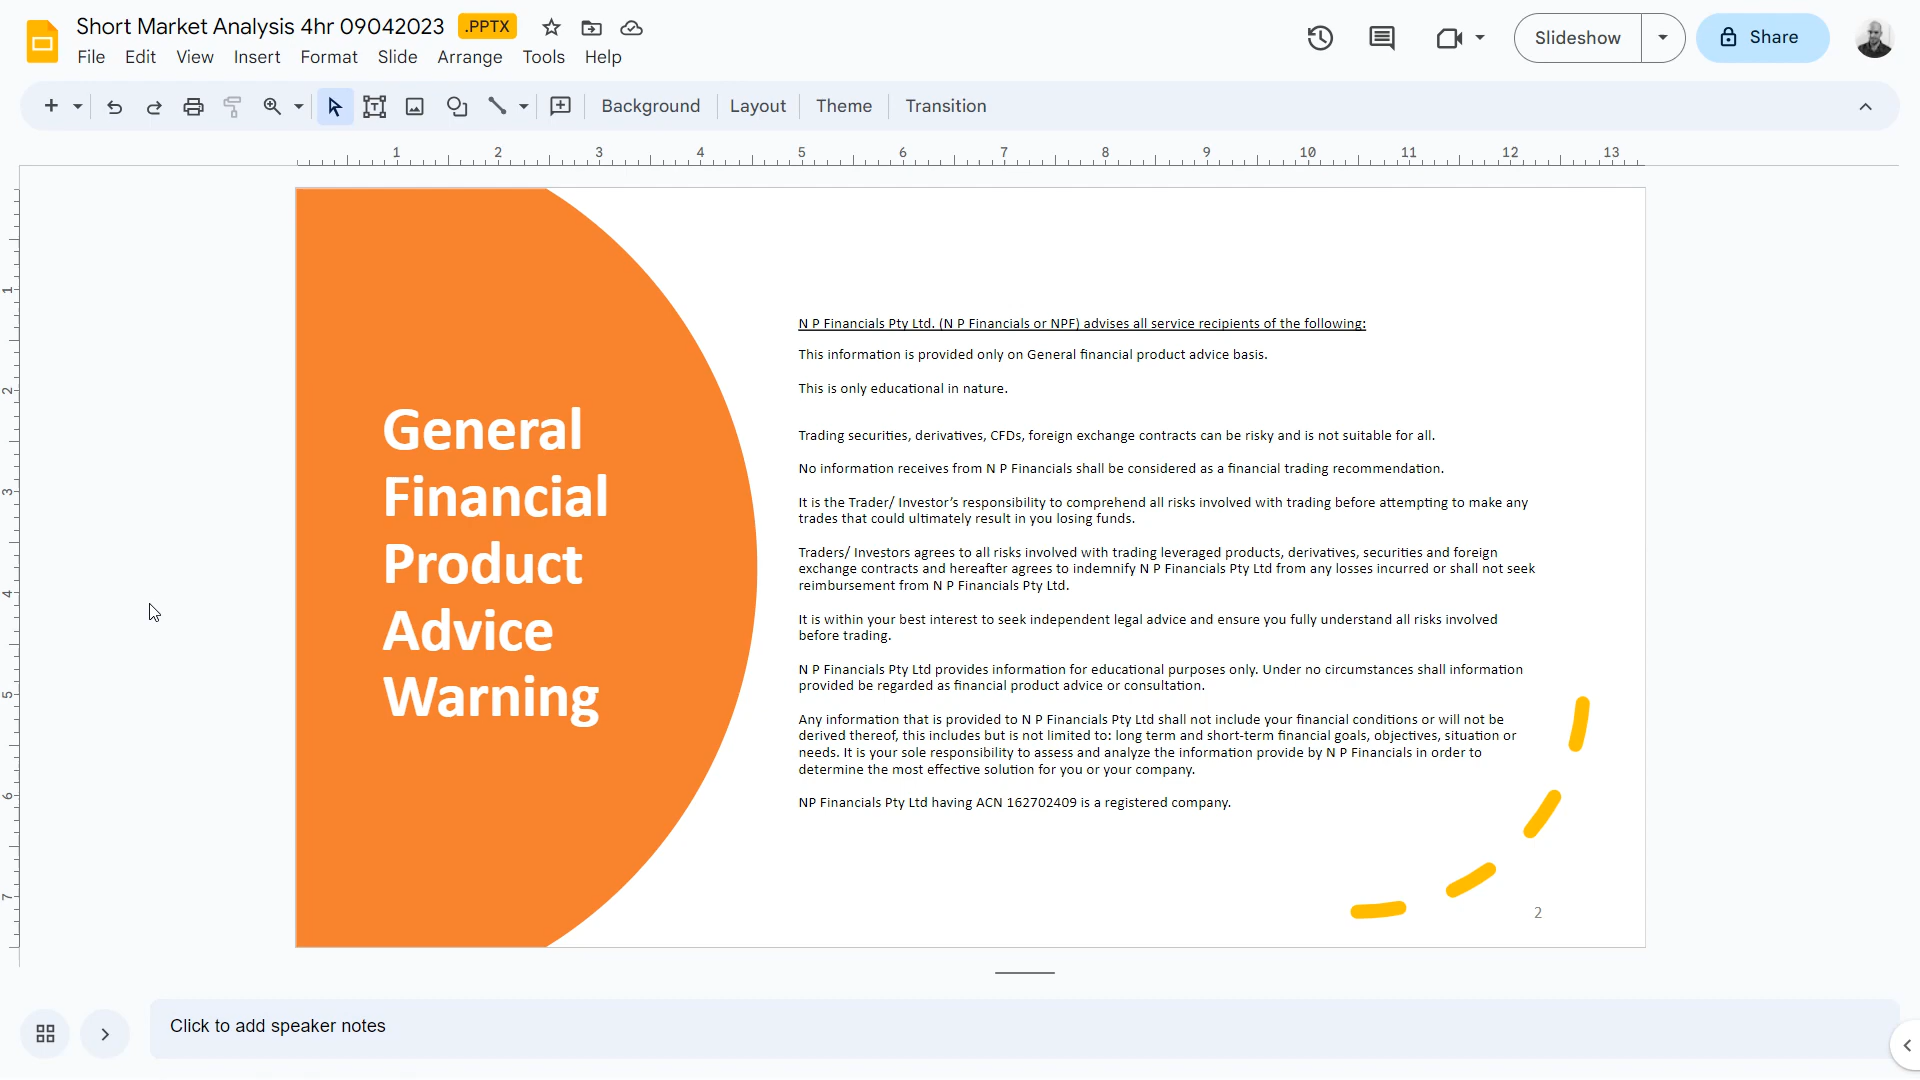 Short Market Analysis 4hr 09042023 .PPTX
File Edit View Insert Format Slide Arrange Tools Help
Slideshow
Share
Background Layout Theme Transition
1 2 3 4 5 6 7 8 9 10 11 12 13
1
2
3
4
5
6
7
General
Financial
Product
Advice
Warning
N P Financials Pty Ltd. (N P Financials or NPF) advises all service recipients of the following:
This information is provided only on General financial product advice basis.
This is only educational in nature.
Trading securities, derivatives, CFDs, foreign exchange contracts can be risky and is not suitable for all.
No information receives from N P Financials shall be considered as a financial trading recommendation.
It is the Trader/ Investor’s responsibility to comprehend all risks involved with trading before attempting to make any
trades that could ultimately result in you losing funds.
Traders/ Investors agrees to all risks involved with trading leveraged products, derivatives, securities and foreign
exchange contracts and hereafter agrees to indemnify N P Financials Pty Ltd from any losses incurred or shall not seek
reimbursement from N P Financials Pty Ltd.
It is within your best interest to seek independent legal advice and ensure you fully understand all risks involved
before trading.
N P Financials Pty Ltd provides information for educational purposes only. Under no circumstances shall information
provided be regarded as financial product advice or consultation.
Any information that is provided to N P Financials Pty Ltd shall not include your financial conditions or will not be
derived thereof, this includes but is not limited to: long term and short-term financial goals, objectives, situation or
needs. It is your sole responsibility to assess and analyze the information provide by N P Financials in order to
determine the most effective solution for you or your company.
NP Financials Pty Ltd having ACN 162702409 is a registered company.
2
Click to add speaker notes